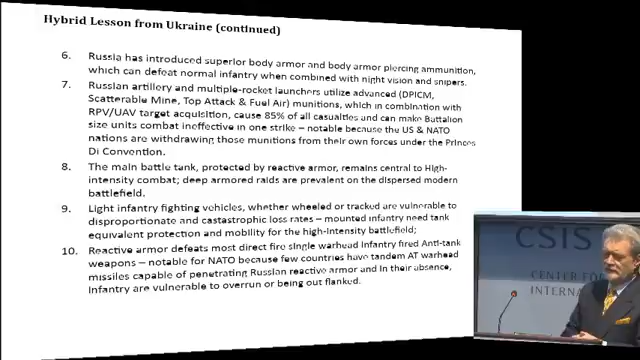 Hybrid Lesson from Ukraine (continued)
6. Russia has introduced superior body armor and body armor piercing ammunition,
which can defeat normal infantry when combined with night vision and snipers.
7. Russian artillery and multiple-rocket launchers utilize advanced (DPICM,
Scatterable Mine, Top Attack & Fuel Air) munitions, which in combination with
RPV/UAV target acquisition, cause 85% of all casualties and can make Battalion
size units combat ineffective in one strike – notable because the US & NATO
nations are withdrawing those munitions from their own forces under the Princes
Di Convention.
8. The main battle tank, protected by reactive armor, remains central to High-
intensity combat; deep armored raids are prevalent on the dispersed modern
battlefield.
9. Light infantry fighting vehicles, whether wheeled or tracked are vulnerable to
disproportionate and castastrophic loss rates – mounted infantry need tank
equivalent protection and mobility for the high-intensity battlefield;
10. Reactive armor defeats most direct fire single warhead infantry fired Anti-tank
weapons – notable for NATO because few countries have tandem AT warhead
missiles capable of penetrating Russian reactive armor and in their absence,
infantry are vulnerable to overrun or being out flanked.
CSIS
CENTER FO
INTERNA